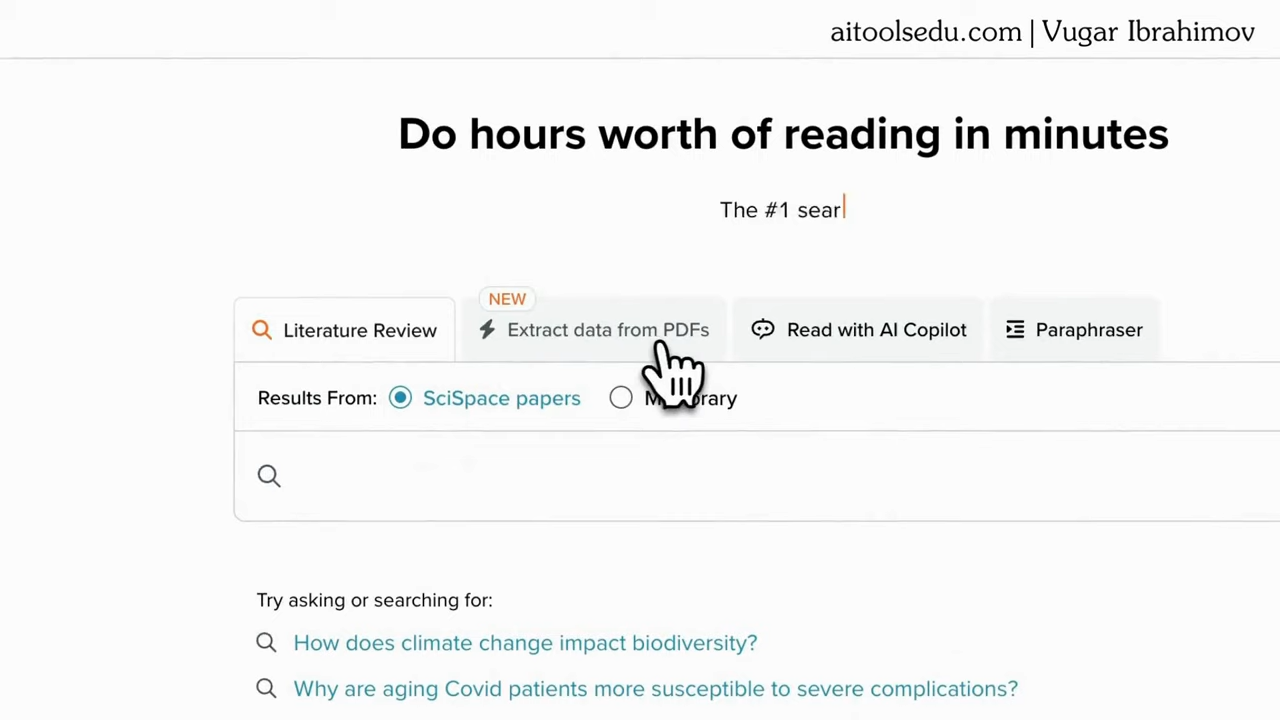 aitoolsedu.com | Vugar Ibrahimov
Do hours worth of reading in minutes
The #1 sear
NEW
Literature Review
Extract data from PDFs
Read with AI Copilot
Paraphraser
Results From:
SciSpace papers
Try asking or searching for:
How does climate change impact biodiversity?
Why are aging Covid patients more susceptible to severe complications?